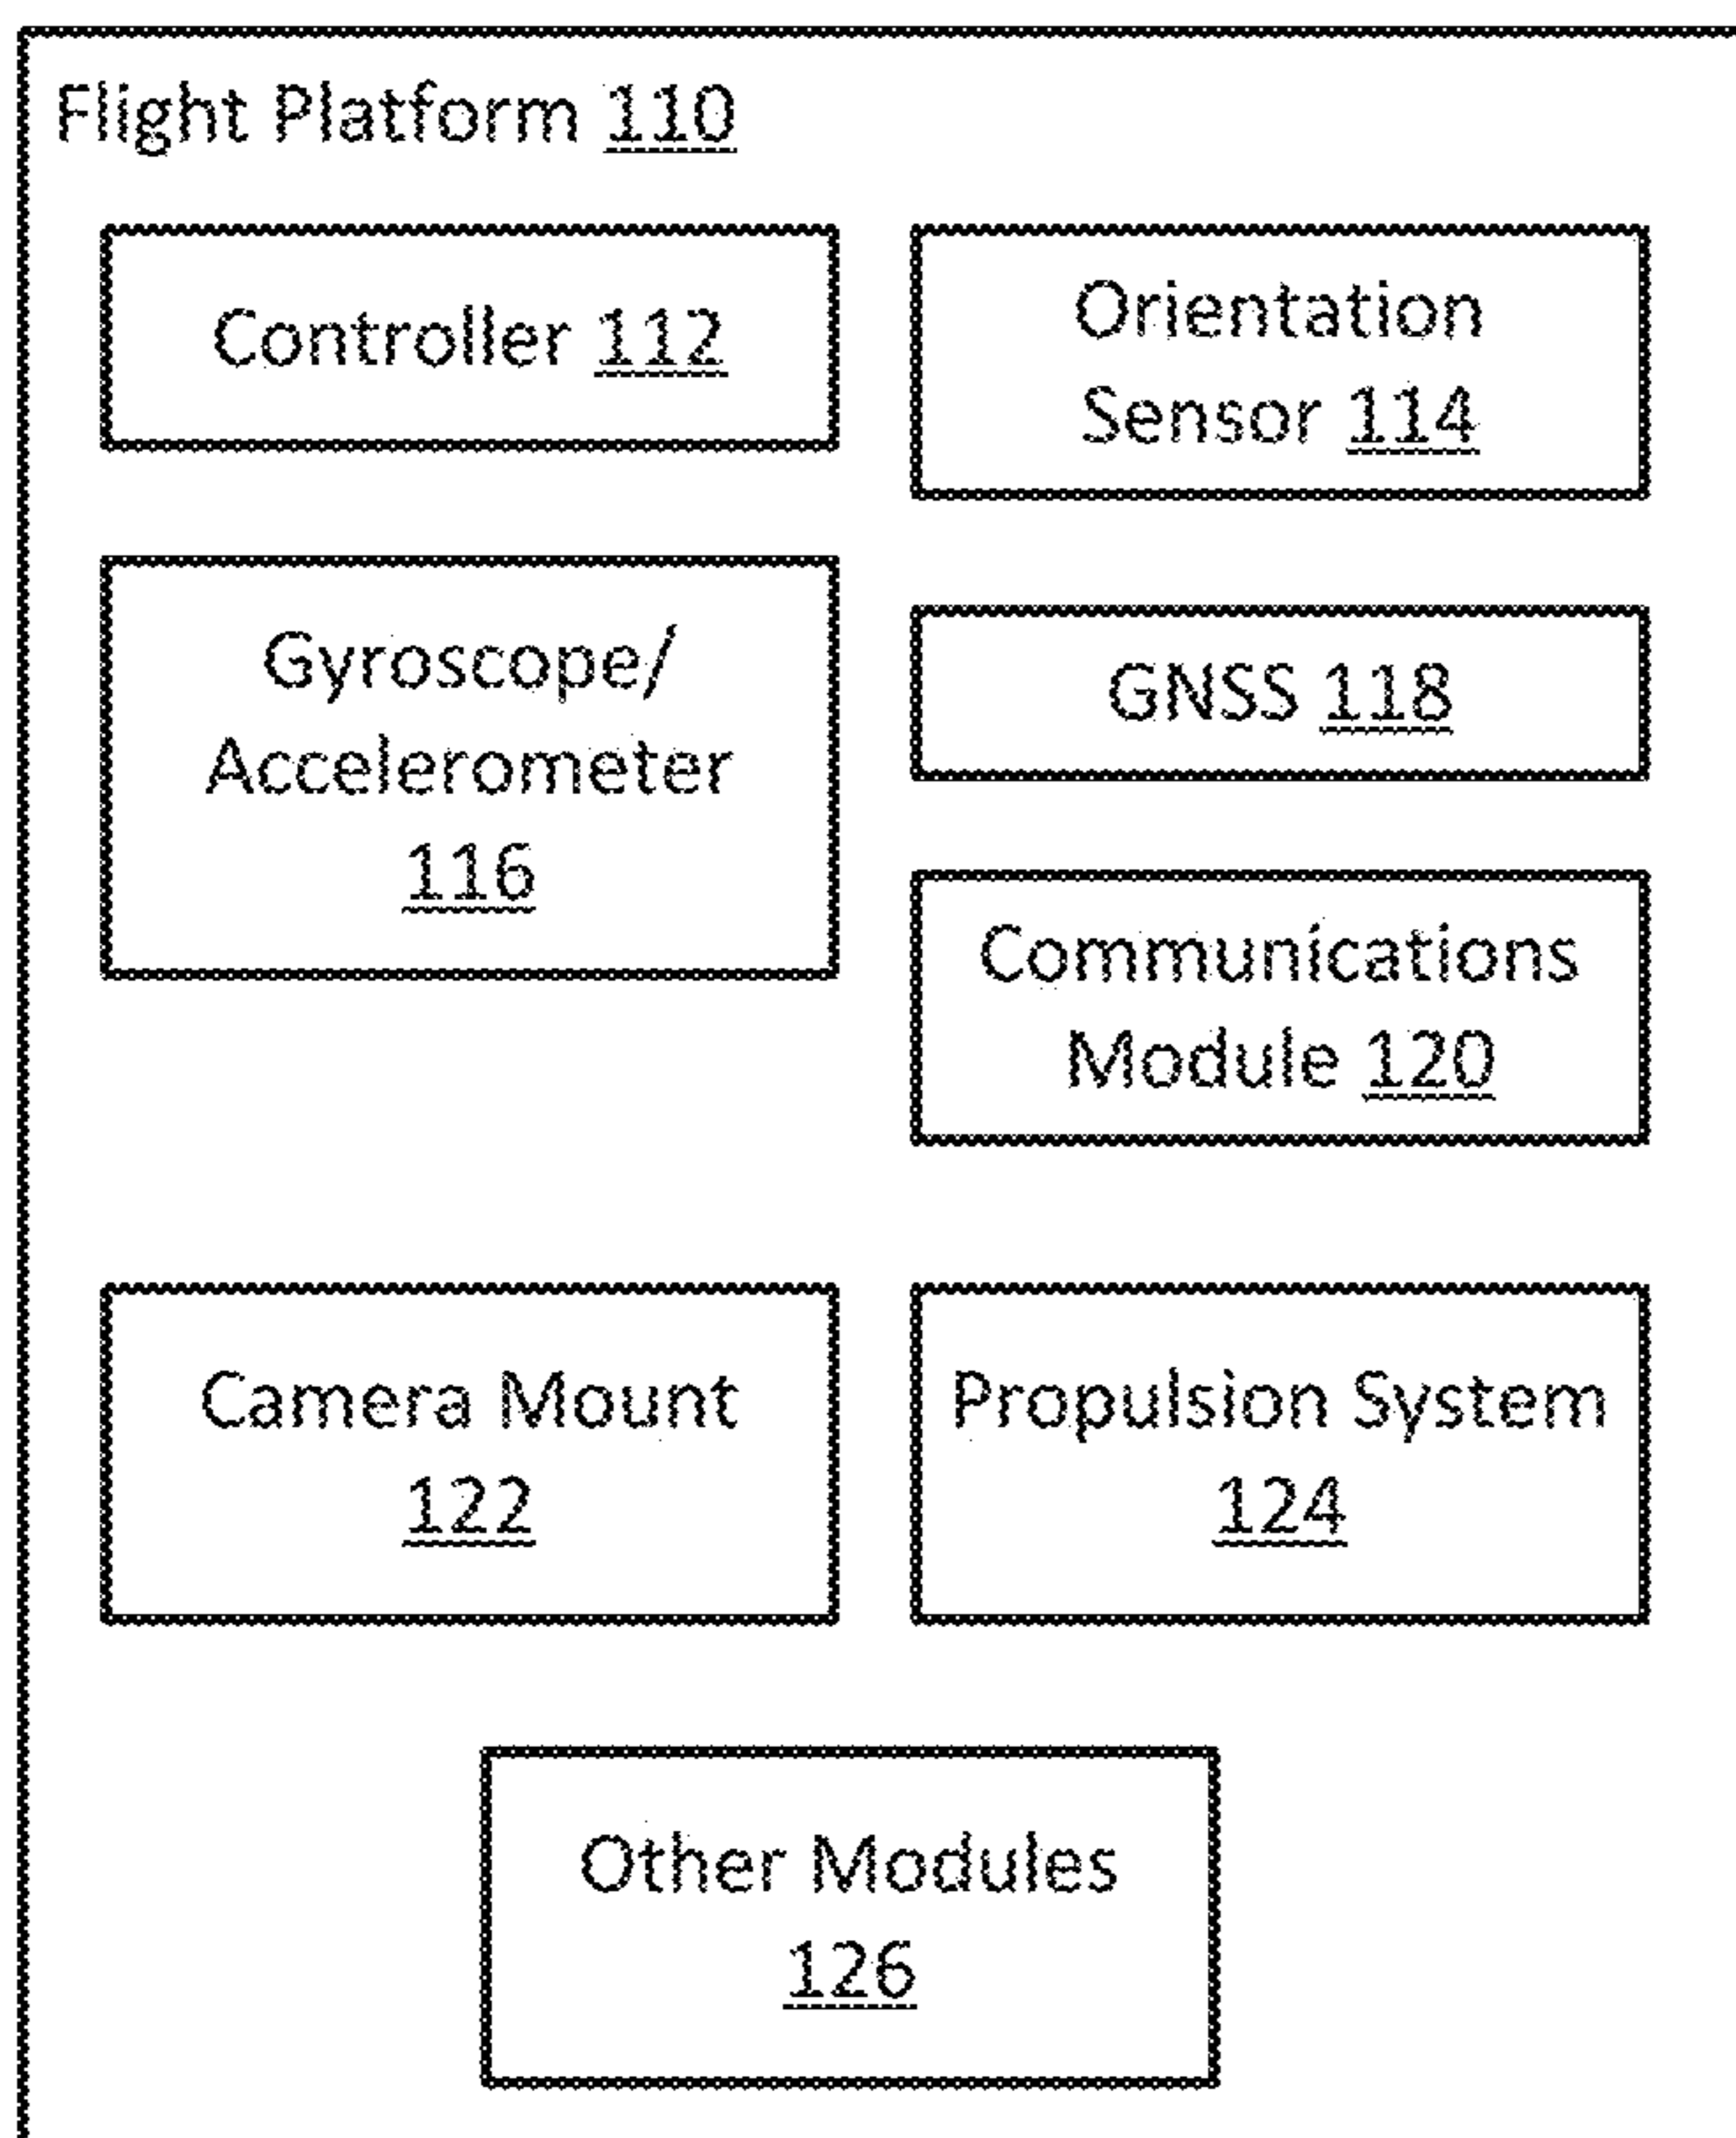 Flight Platform 110
Controller 112
Orientation
Sensor 114
Gyroscope/
Accelerometer
116
GNSS 118
Communications
Module 120
Camera Mount
122
Propulsion System
124
Other Modules
126